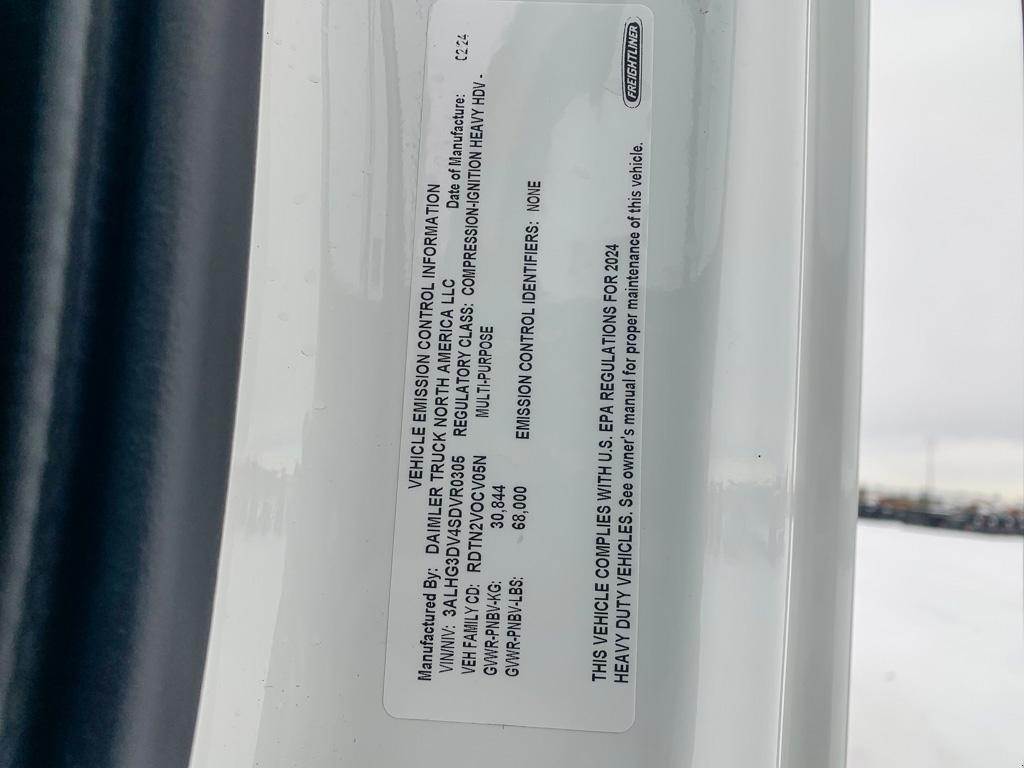 VEHICLE EMISSION CONTROL INFORMATION
Manufactured By: DAIMLER TRUCK NORTH AMERICA LLC Date of Manufacture: 02 24
VIN/NIV: 3ALHG3DV4SDVR0305 REGULATORY CLASS: COMPRESSION-IGNITION HEAVY HDV -
VEH FAMILY CD: RDTN2VOCV05N MULTI-PURPOSE
GVWR-PNBV-KG: 30,844
GVWR-PNBV-LBS: 68,000 EMISSION CONTROL IDENTIFIERS: NONE
THIS VEHICLE COMPLIES WITH U.S. EPA REGULATIONS FOR 2024
HEAVY DUTY VEHICLES. See owner's manual for proper maintenance of this vehicle.
FREIGHTLINER